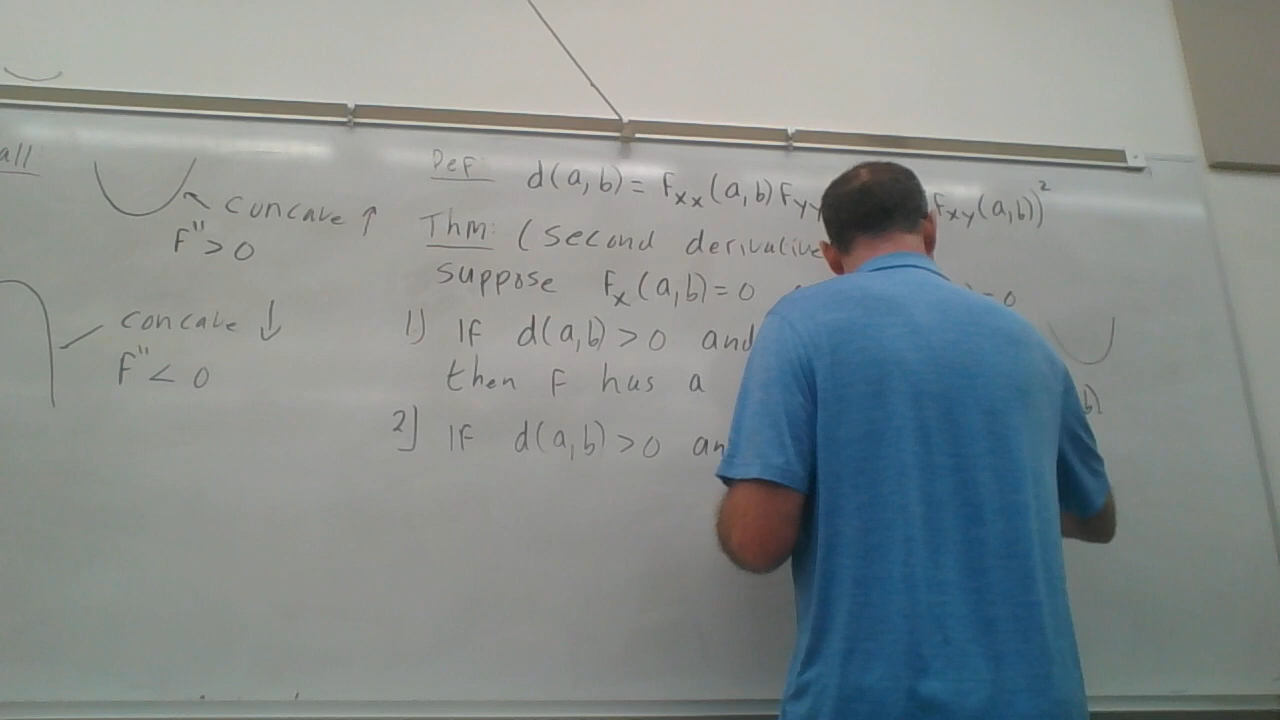 all
concave ↑
F'' > 0
concave ↓
F'' < 0
Def: d(a,b) = Fxx(a,b) Fyy Fxy(a,b))²
Thm: (second derivative
suppose Fx(a,b) = 0 = 0
1) If d(a,b) > 0 and
then F has a b)
2) If d(a,b) > 0 an